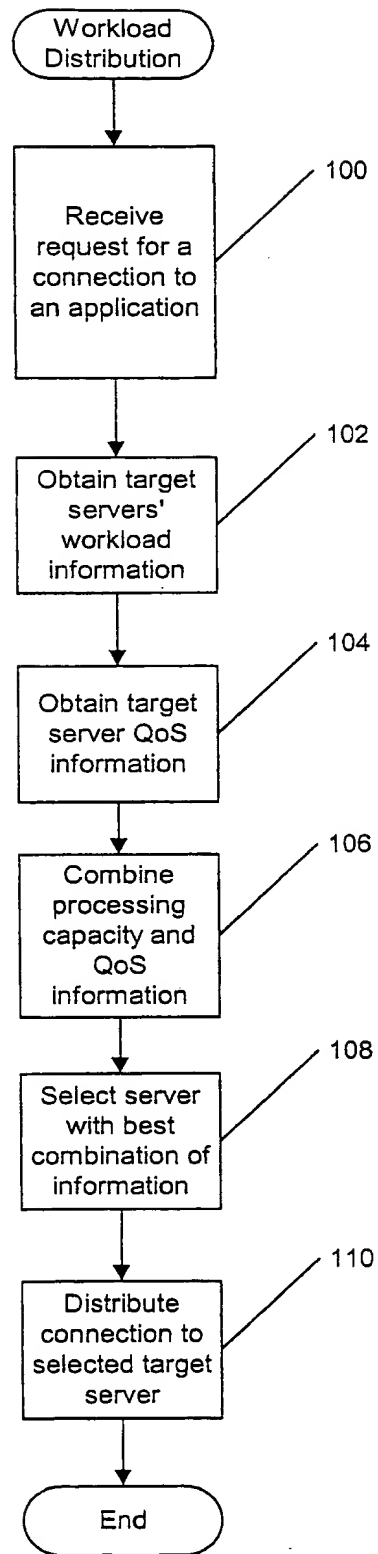 Workload
Distribution
100
Receive
request for a
connection to
an application
102
Obtain target
servers'
workload
information
104
Obtain target
server QoS
information
106
Combine
processing
capacity and
QoS
information
108
Select server
with best
combination of
information
110
Distribute
connection to
selected target
server
End